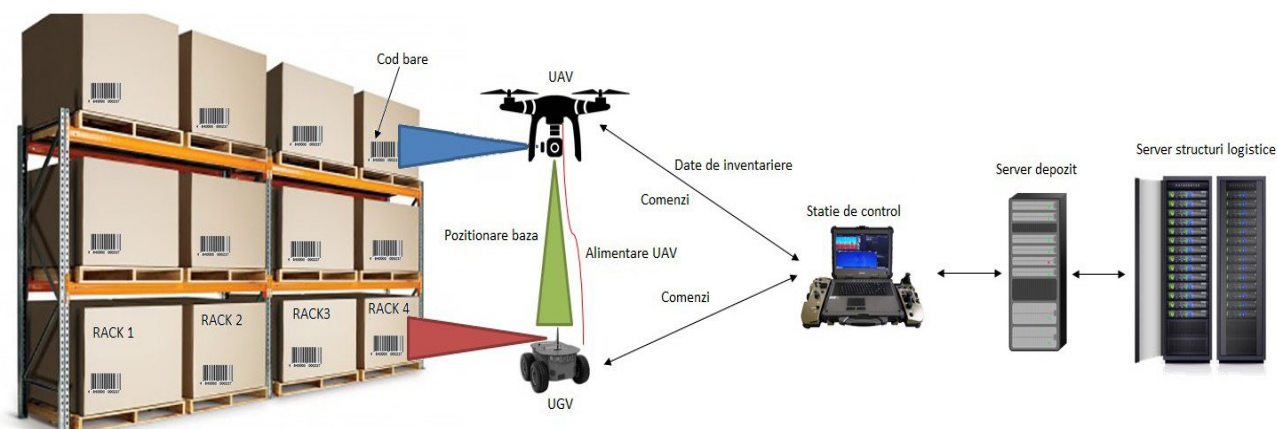 Cod bare
UAV
Date de inventariere
Server structuri logistice
Server depozit
Comenzi
Statie de control
Pozitionare baza
Alimentare UAV
Comenzi
RACK 1
RACK 2
RACK3
RACK 4
UGV